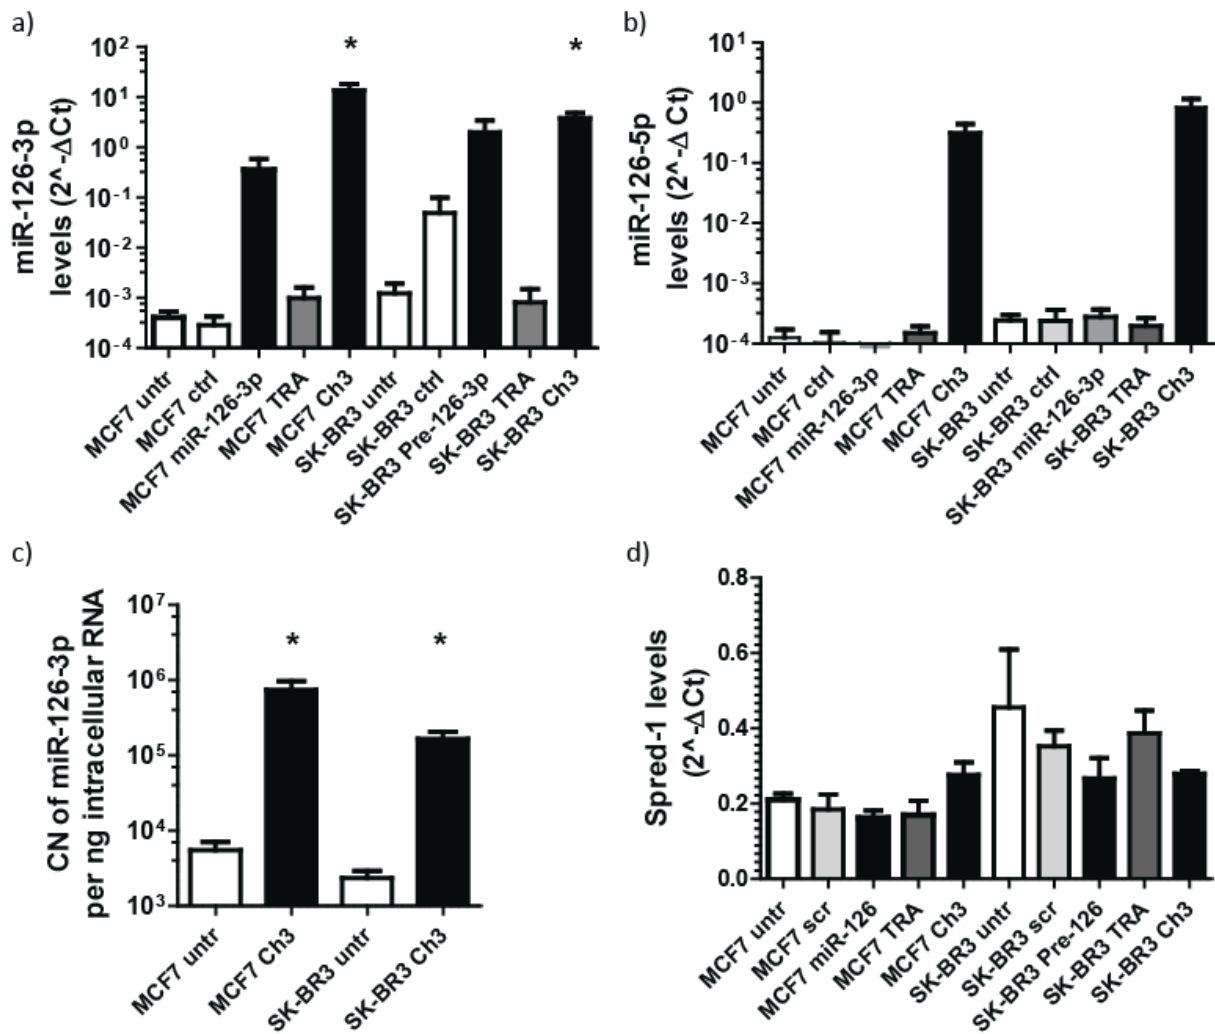 a)
miR-126-3p
levels (2^-Δ Ct)
10²
10¹
10⁰
10⁻¹
10⁻²
10⁻³
10⁻⁴
*
*
MCF7 untr
MCF7 ctrl
MCF7 miR-126-3p
MCF7 TRA
MCF7 Ch3
SK-BR3 untr
SK-BR3 ctrl
SK-BR3 Pre-126-3p
SK-BR3 TRA
SK-BR3 Ch3
b)
miR-126-5p
levels (2^-Δ Ct)
10¹
10⁰
10⁻¹
10⁻²
10⁻³
10⁻⁴
MCF7 untr
MCF7 ctrl
MCF7 miR-126-3p
MCF7 TRA
MCF7 Ch3
SK-BR3 untr
SK-BR3 ctrl
SK-BR3 miR-126-3p
SK-BR3 TRA
SK-BR3 Ch3
c)
CN of miR-126-3p
per ng intracellular RNA
10⁷
10⁶
10⁵
10⁴
10³
*
*
MCF7 untr
MCF7 Ch3
SK-BR3 untr
SK-BR3 Ch3
d)
Spred-1 levels
(2^-Δ Ct)
0.8
0.6
0.4
0.2
0.0
MCF7 untr
MCF7 scr
MCF7 miR-126
MCF7 TRA
MCF7 Ch3
SK-BR3 untr
SK-BR3 scr
SK-BR3 Pre-126
SK-BR3 TRA
SK-BR3 Ch3